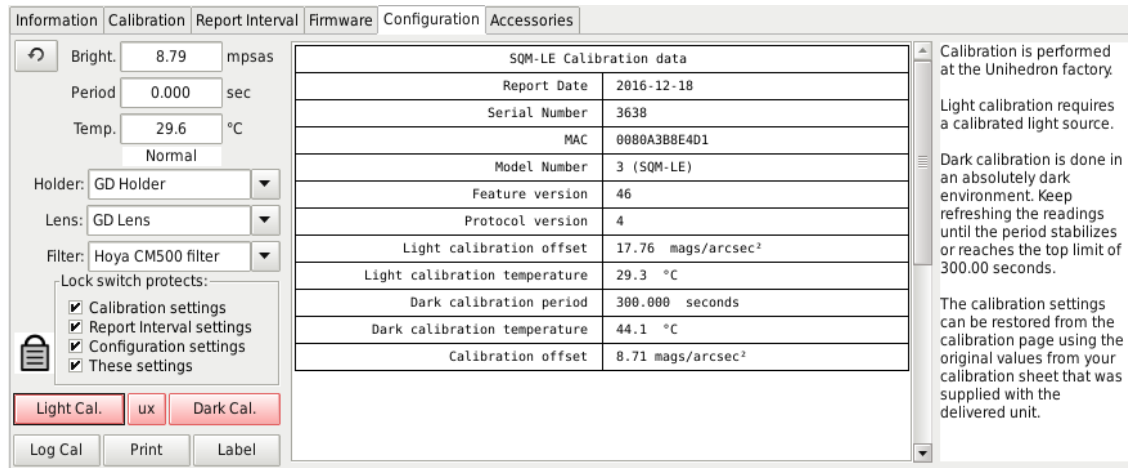 Information Calibration Report Interval Firmware Configuration Accessories
Bright. 8.79 mpsas
Period 0.000 sec
Temp. 29.6 °C
Normal
Holder: GD Holder
Lens: GD Lens
Filter: Hoya CM500 filter
Lock switch protects:
Calibration settings
Report Interval settings
Configuration settings
These settings
Light Cal. ux Dark Cal.
Log Cal Print Label
SQM-LE Calibration data
Report Date 2016-12-18
Serial Number 3638
MAC 0080A3B8E4D1
Model Number 3 (SQM-LE)
Feature version 46
Protocol version 4
Light calibration offset 17.76 mags/arcsec²
Light calibration temperature 29.3 °C
Dark calibration period 300.000 seconds
Dark calibration temperature 44.1 °C
Calibration offset 8.71 mags/arcsec²
Calibration is performed
at the Unihedron factory.
Light calibration requires
a calibrated light source.
Dark calibration is done in
an absolutely dark
environment. Keep
refreshing the readings
until the period stabilizes
or reaches the top limit of
300.00 seconds.
The calibration settings
can be restored from the
calibration page using the
original values from your
calibration sheet that was
supplied with the
delivered unit.